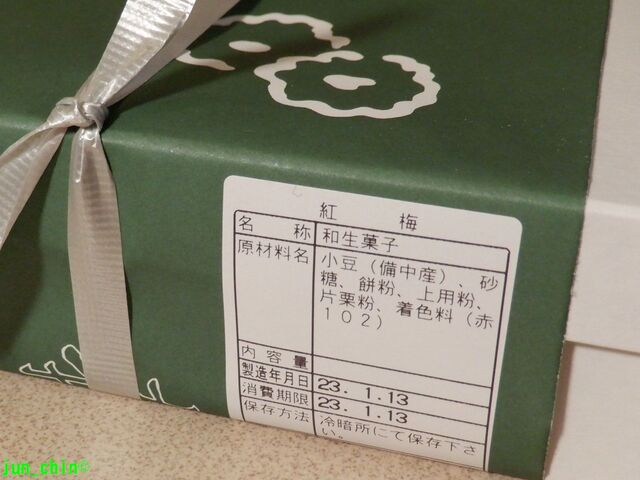 紅 梅
名 称 和生菓子
原材料名 小豆（備中産）、砂
糖、餅粉、上用粉、
片栗粉、着色料（赤
１０２）
内容量
製造年月日 23. 1.13
消費期限 23. 1.13
保存方法 冷暗所にて保存下さ
い。
jun_chin©